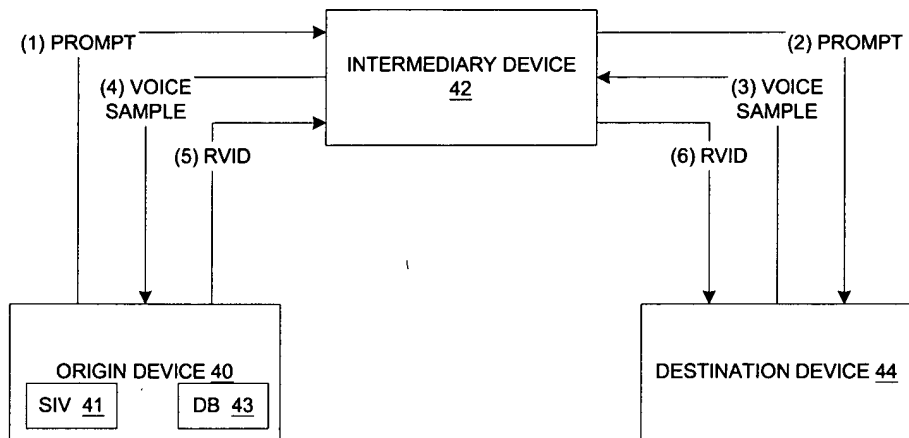 (1) PROMPT
(2) PROMPT
INTERMEDIARY DEVICE
42
(4) VOICE
SAMPLE
(3) VOICE
SAMPLE
(5) RVID
(6) RVID
ORIGIN DEVICE 40
SIV 41
DB 43
DESTINATION DEVICE 44